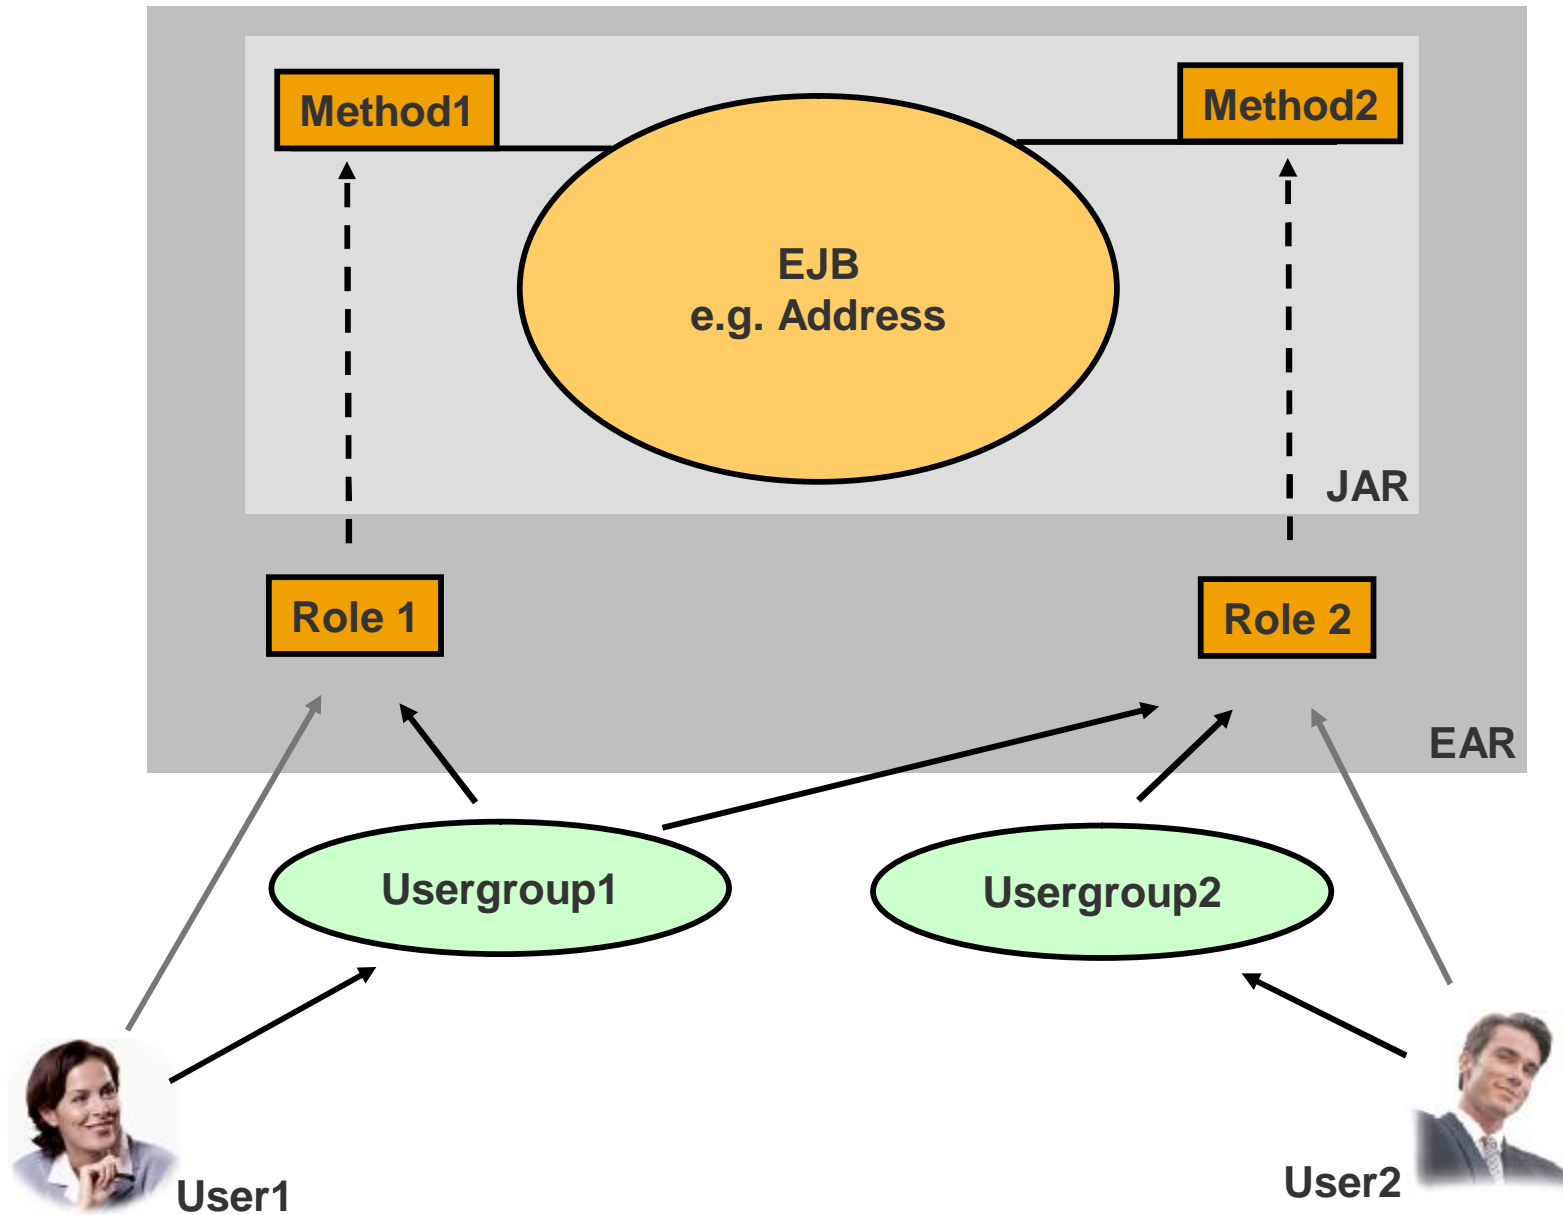 Method1
Method2
EJB
e.g. Address
JAR
Role 1
Role 2
EAR
Usergroup1
Usergroup2
User1
User2